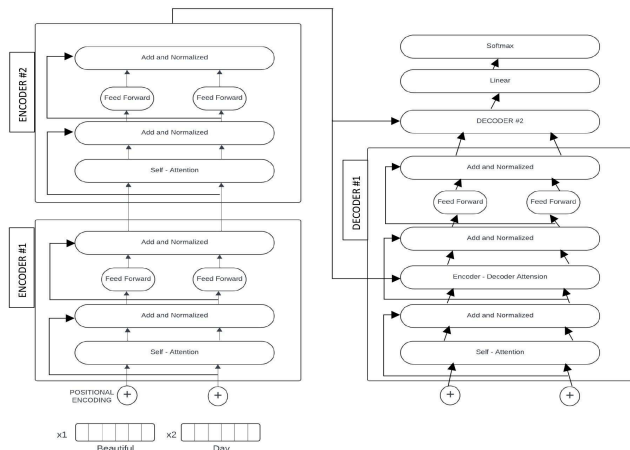 ENCODER #2
Add and Normalized
Feed Forward
Feed Forward
Add and Normalized
Self - Attention
ENCODER #1
Add and Normalized
Feed Forward
Feed Forward
Add and Normalized
Self - Attention
POSITIONAL
ENCODING
+
+
x1
x2
Beautiful
Day
Softmax
Linear
DECODER #2
DECODER #1
Add and Normalized
Feed Forward
Feed Forward
Add and Normalized
Encoder - Decoder Attension
Add and Normalized
Self - Attention
+
+